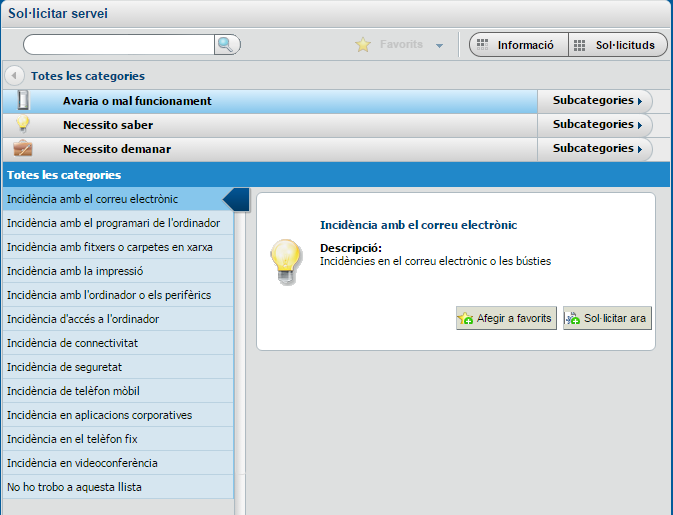 Sol·licitar servei
Favorits
Informació
Sol·licituds
Totes les categories
Avaria o mal funcionament
Subcategories
Necessito saber
Subcategories
Necessito demanar
Subcategories
Totes les categories
Incidència amb el correu electrònic
Incidència amb el programari de l'ordinador
Incidència amb fitxers o carpetes en xarxa
Incidència amb la impressió
Incidència amb l'ordinador o els perifèrics
Incidència d'accés a l'ordinador
Incidència de connectivitat
Incidència de seguretat
Incidència de telèfon mòbil
Incidència en aplicacions corporatives
Incidència en el telèfon fix
Incidència en videoconferència
No ho trobo a aquesta llista
Incidència amb el correu electrònic
Descripció:
Incidències en el correu electrònic o les bústies
Afegir a favorits
Sol·licitar ara